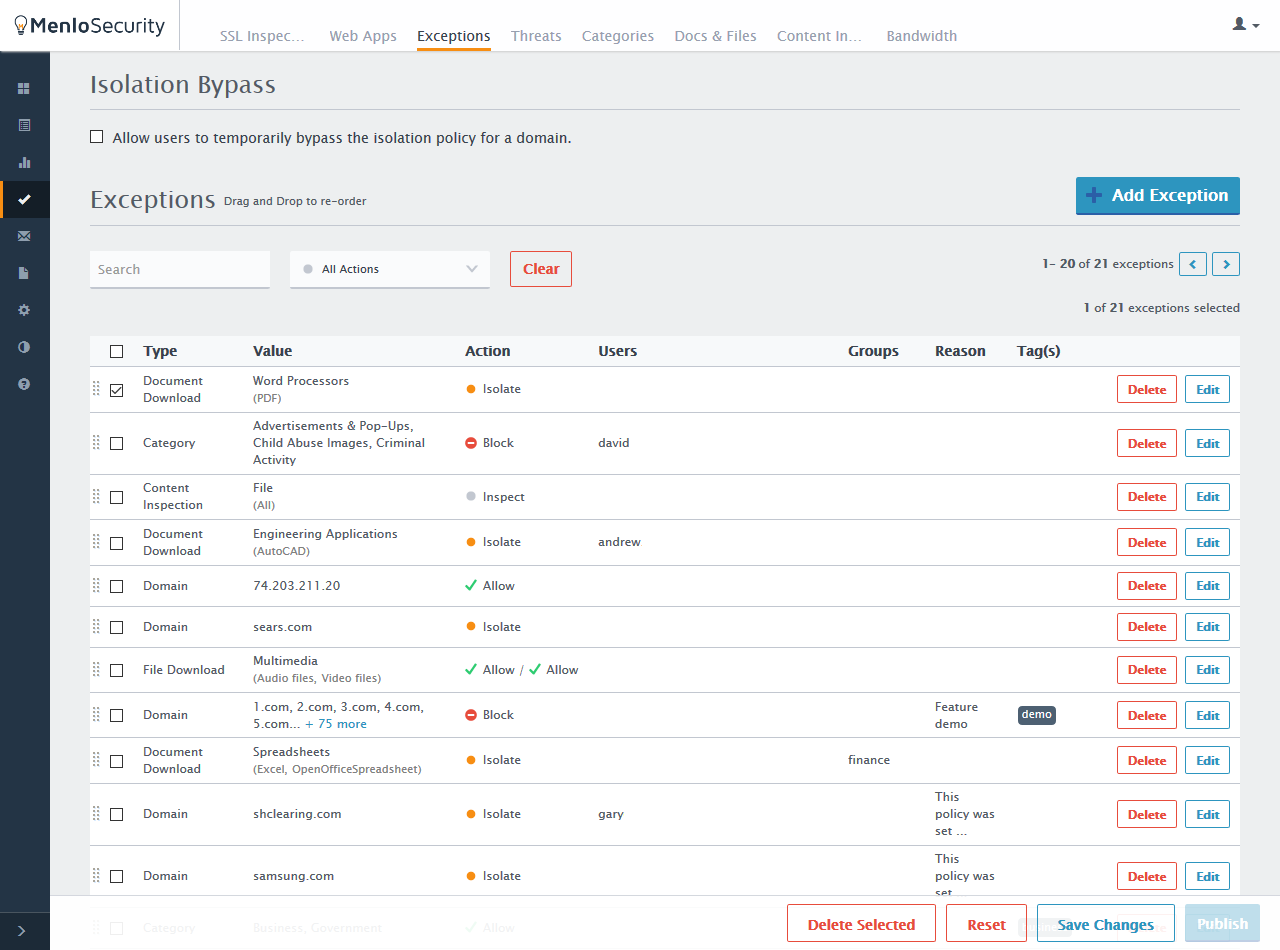 MenloSecurity
SSL Inspec... Web Apps Exceptions Threats Categories Docs & Files Content In... Bandwidth
Isolation Bypass
Allow users to temporarily bypass the isolation policy for a domain.
Exceptions Drag and Drop to re-order
+ Add Exception
Search
All Actions
Clear
1- 20 of 21 exceptions
1 of 21 exceptions selected
Type Value Action Users Groups Reason Tag(s)
Document Word Processors Isolate Delete Edit
Download (PDF)
Advertisements & Pop-Ups,
Category Child Abuse Images, Criminal Block david Delete Edit
Activity
Content File Inspect Delete Edit
Inspection (All)
Document Engineering Applications Isolate andrew Delete Edit
Download (AutoCAD)
Domain 74.203.211.20 Allow Delete Edit
Domain sears.com Isolate Delete Edit
File Download Multimedia Allow / Allow Delete Edit
(Audio files, Video files)
Domain 1.com, 2.com, 3.com, 4.com, Block Feature demo Delete Edit
5.com... + 75 more demo
Document Spreadsheets Isolate finance Delete Edit
Download (Excel, OpenOfficeSpreadsheet)
This
Domain shclearing.com Isolate gary policy was Delete Edit
set ...
This
Domain samsung.com Isolate policy was Delete Edit
set
Category Business, Government Allow
Delete Selected Reset Save Changes Publish